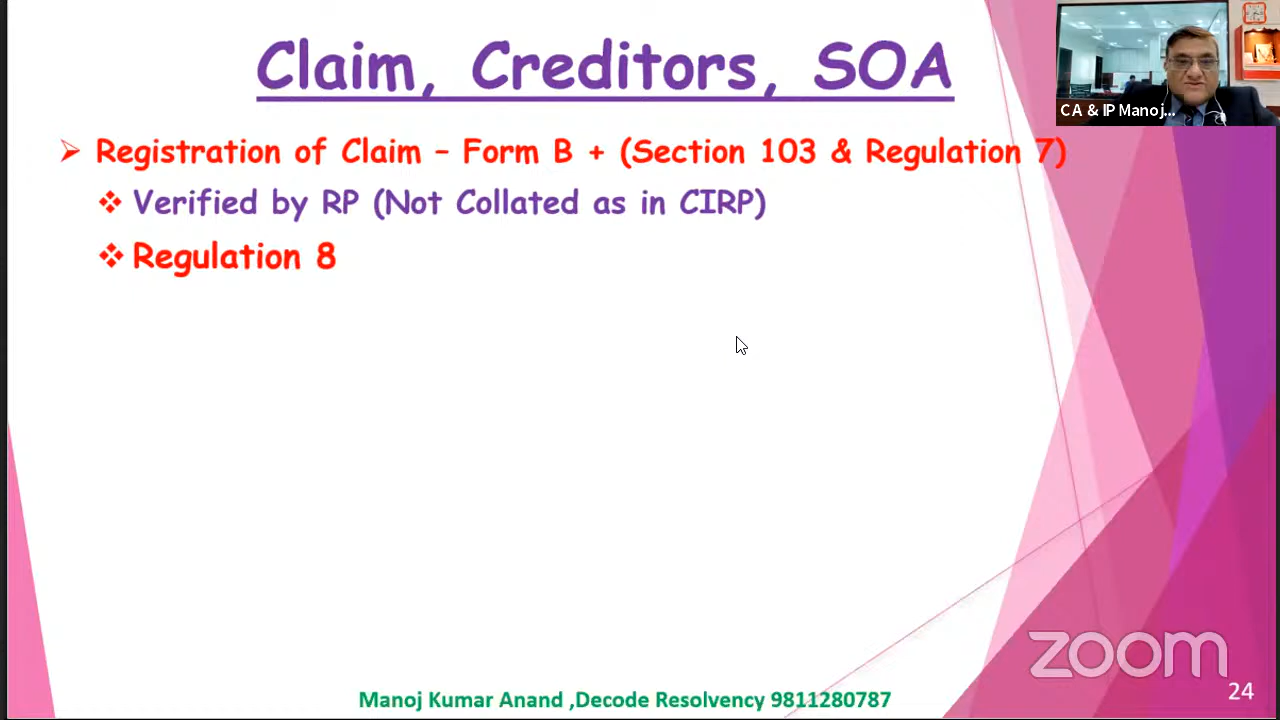 Claim, Creditors, SOA
CA & IP Manoj...
Registration of Claim – Form B + (Section 103 & Regulation 7)
Verified by RP (Not Collated as in CIRP)
Regulation 8
zoom
Manoj Kumar Anand ,Decode Resolvency 9811280787
24